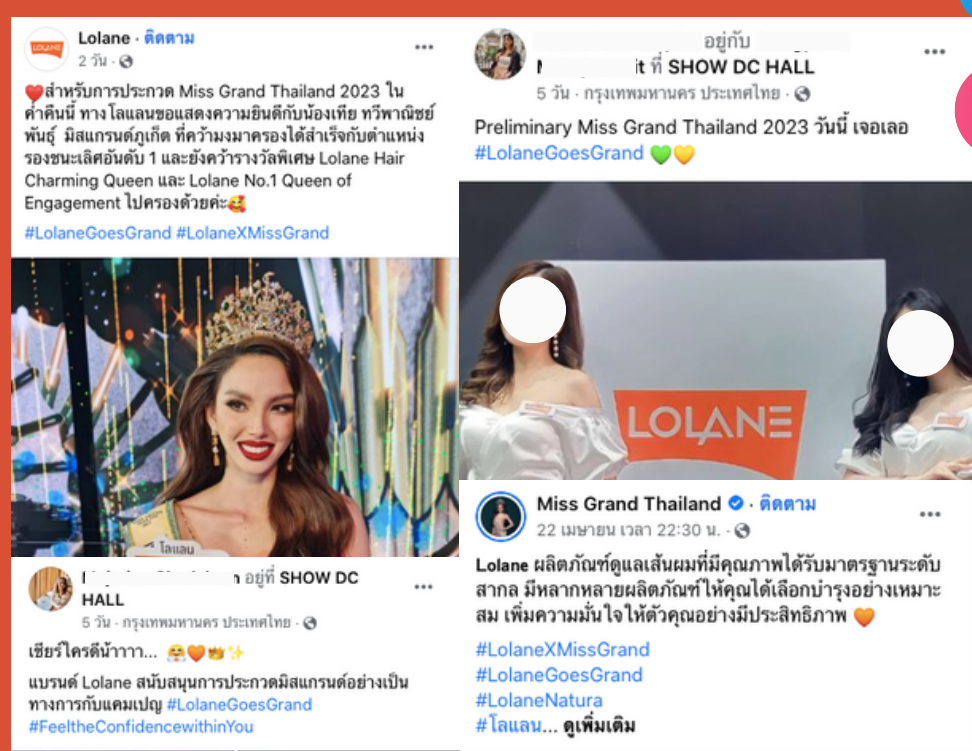 Lolane · ติดตาม
2 วัน ·
❤️สำหรับการประกวด Miss Grand Thailand 2023 ใน
ค่ำคืนนี้ ทางโลแลนขอแสดงความยินดีกับน้องเทีย ทวีพาณิชย์
พันธุ์ มิสแกรนด์ภูเก็ต ที่คว้ามงมาครองได้สำเร็จกับตำแหน่ง
รองชนะเลิศอันดับ 1 และยังคว้ารางวัลพิเศษ Lolane Hair
Charming Queen และ Lolane No.1 Queen of
Engagement ไปครองด้วยค่ะ🥰
#LolaneGoesGrand #LolaneXMissGrand
โลแลน
อยู่ที่ SHOW DC
HALL
5 วัน · กรุงเทพมหานคร ประเทศไทย ·
เชียร์ใครดีน้าาาา... 🤗🧡👑✨
แบรนด์ Lolane สนับสนุนการประกวดมิสแกรนด์อย่างเป็น
ทางการกับแคมเปญ #LolaneGoesGrand
#FeeltheConfidencewithinYou
อยู่กับ
it ที่ SHOW DC HALL
5 วัน · กรุงเทพมหานคร ประเทศไทย ·
Preliminary Miss Grand Thailand 2023 วันนี้ เจอเลอ
#LolaneGoesGrand 💚💛
LOLANE
Miss Grand Thailand · ติดตาม
22 เมษายน เวลา 22:30 น. ·
Lolane ผลิตภัณฑ์ดูแลเส้นผมที่มีคุณภาพได้รับมาตรฐานระดับ
สากล มีหลากหลายผลิตภัณฑ์ให้คุณได้เลือกบำรุงอย่างเหมาะ
สม เพิ่มความมั่นใจให้ตัวคุณอย่างมีประสิทธิภาพ 🧡
#LolaneXMissGrand
#LolaneGoesGrand
#LolaneNatura
#โลแลน... ดูเพิ่มเติม